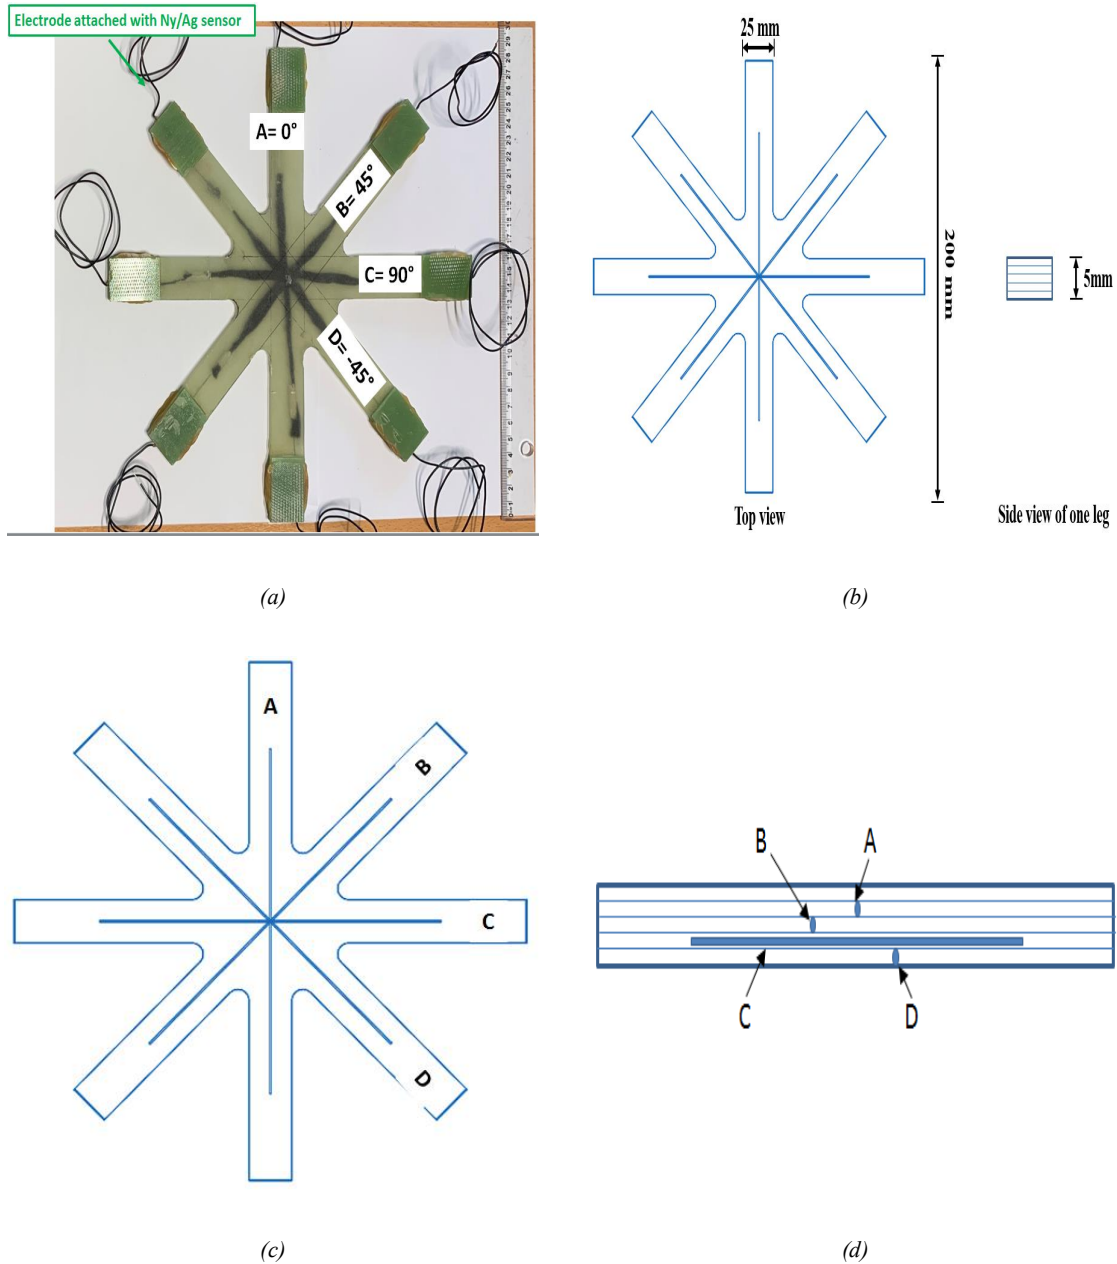 Electrode attached with Ny/Ag sensor
A= 0°
B= 45°
C= 90°
D= -45°
25 mm
200 mm
5mm
Top view
Side view of one leg
(a)
(b)
A
B
C
D
B
A
C
D
(c)
(d)